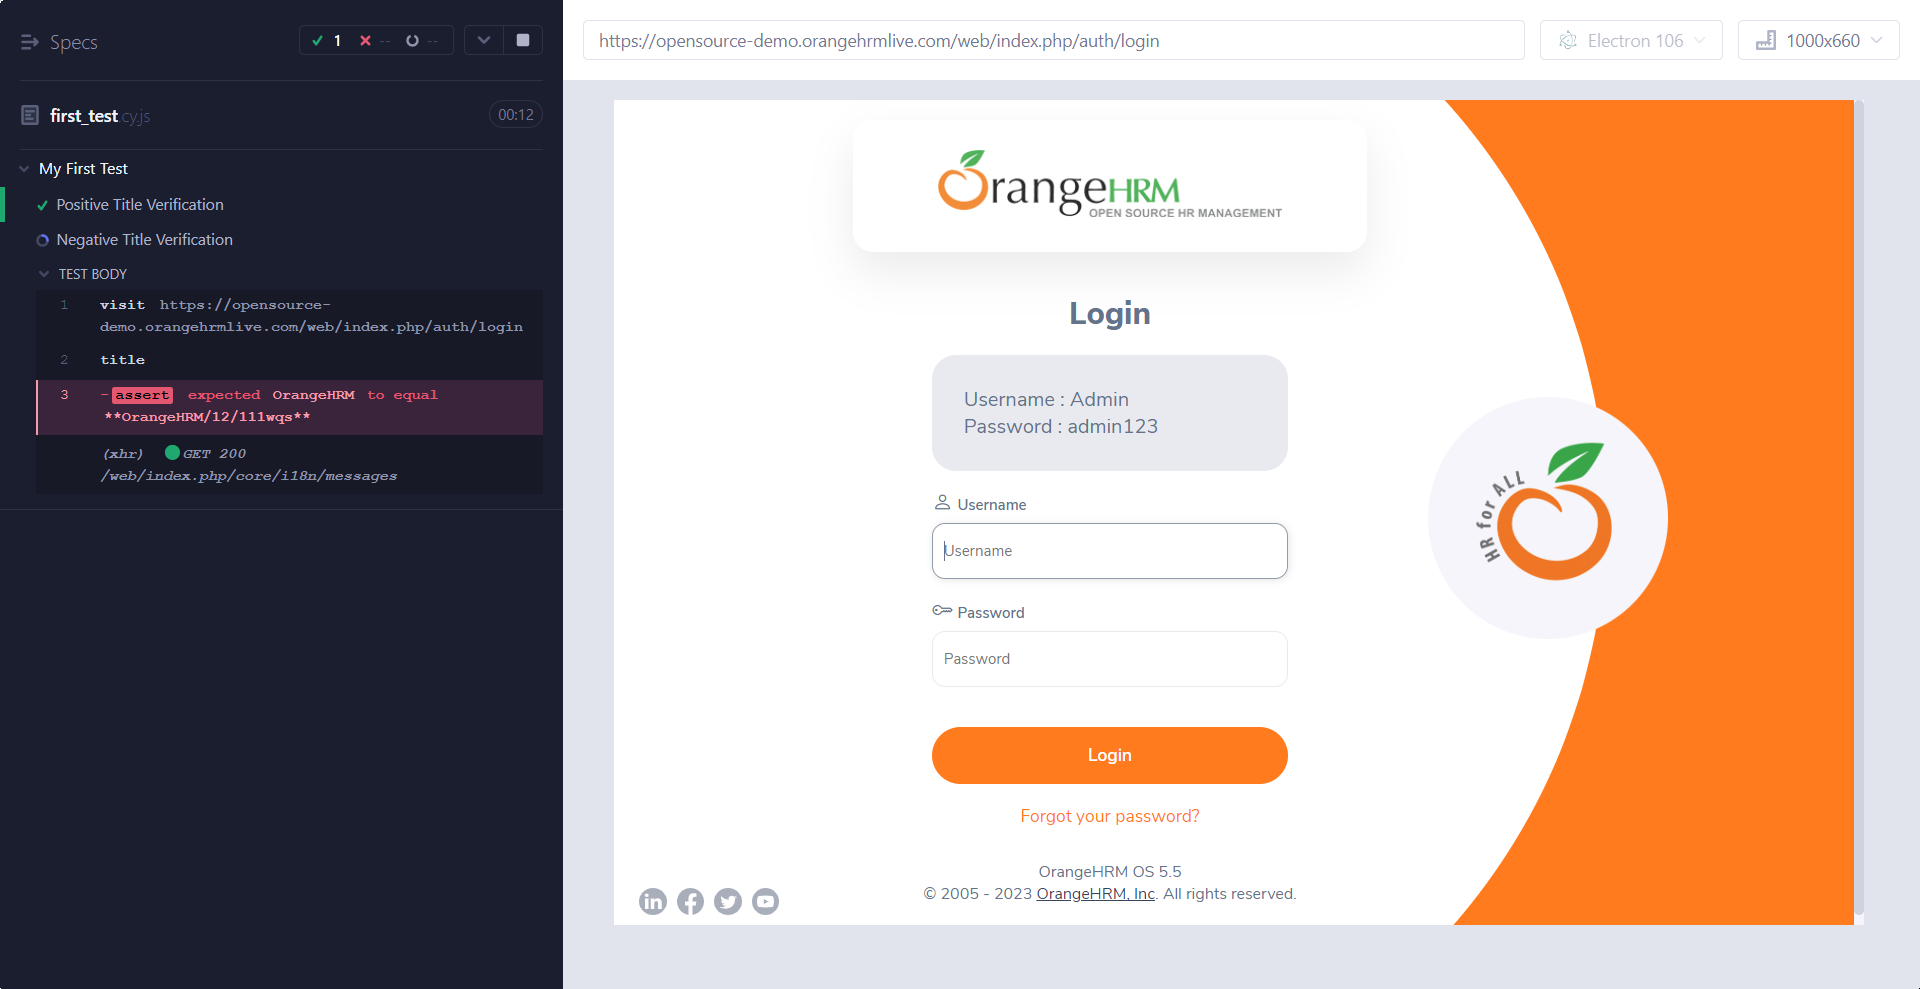 Specs
1 -- --
first_test.cy.js
00:12
My First Test
Positive Title Verification
Negative Title Verification
TEST BODY
1 visit https://opensource-
demo.orangehrmlive.com/web/index.php/auth/login
2 title
3 -assert expected OrangeHRM to equal
**OrangeHRM/12/111wqs**
(xhr) GET 200
/web/index.php/core/i18n/messages
https://opensource-demo.orangehrmlive.com/web/index.php/auth/login
Electron 106
1000x660
OrangeHRM
OPEN SOURCE HR MANAGEMENT
Login
Username : Admin
Password : admin123
Username
Username
Password
Password
Login
Forgot your password?
OrangeHRM OS 5.5
© 2005 - 2023 OrangeHRM, Inc. All rights reserved.
HR for ALL